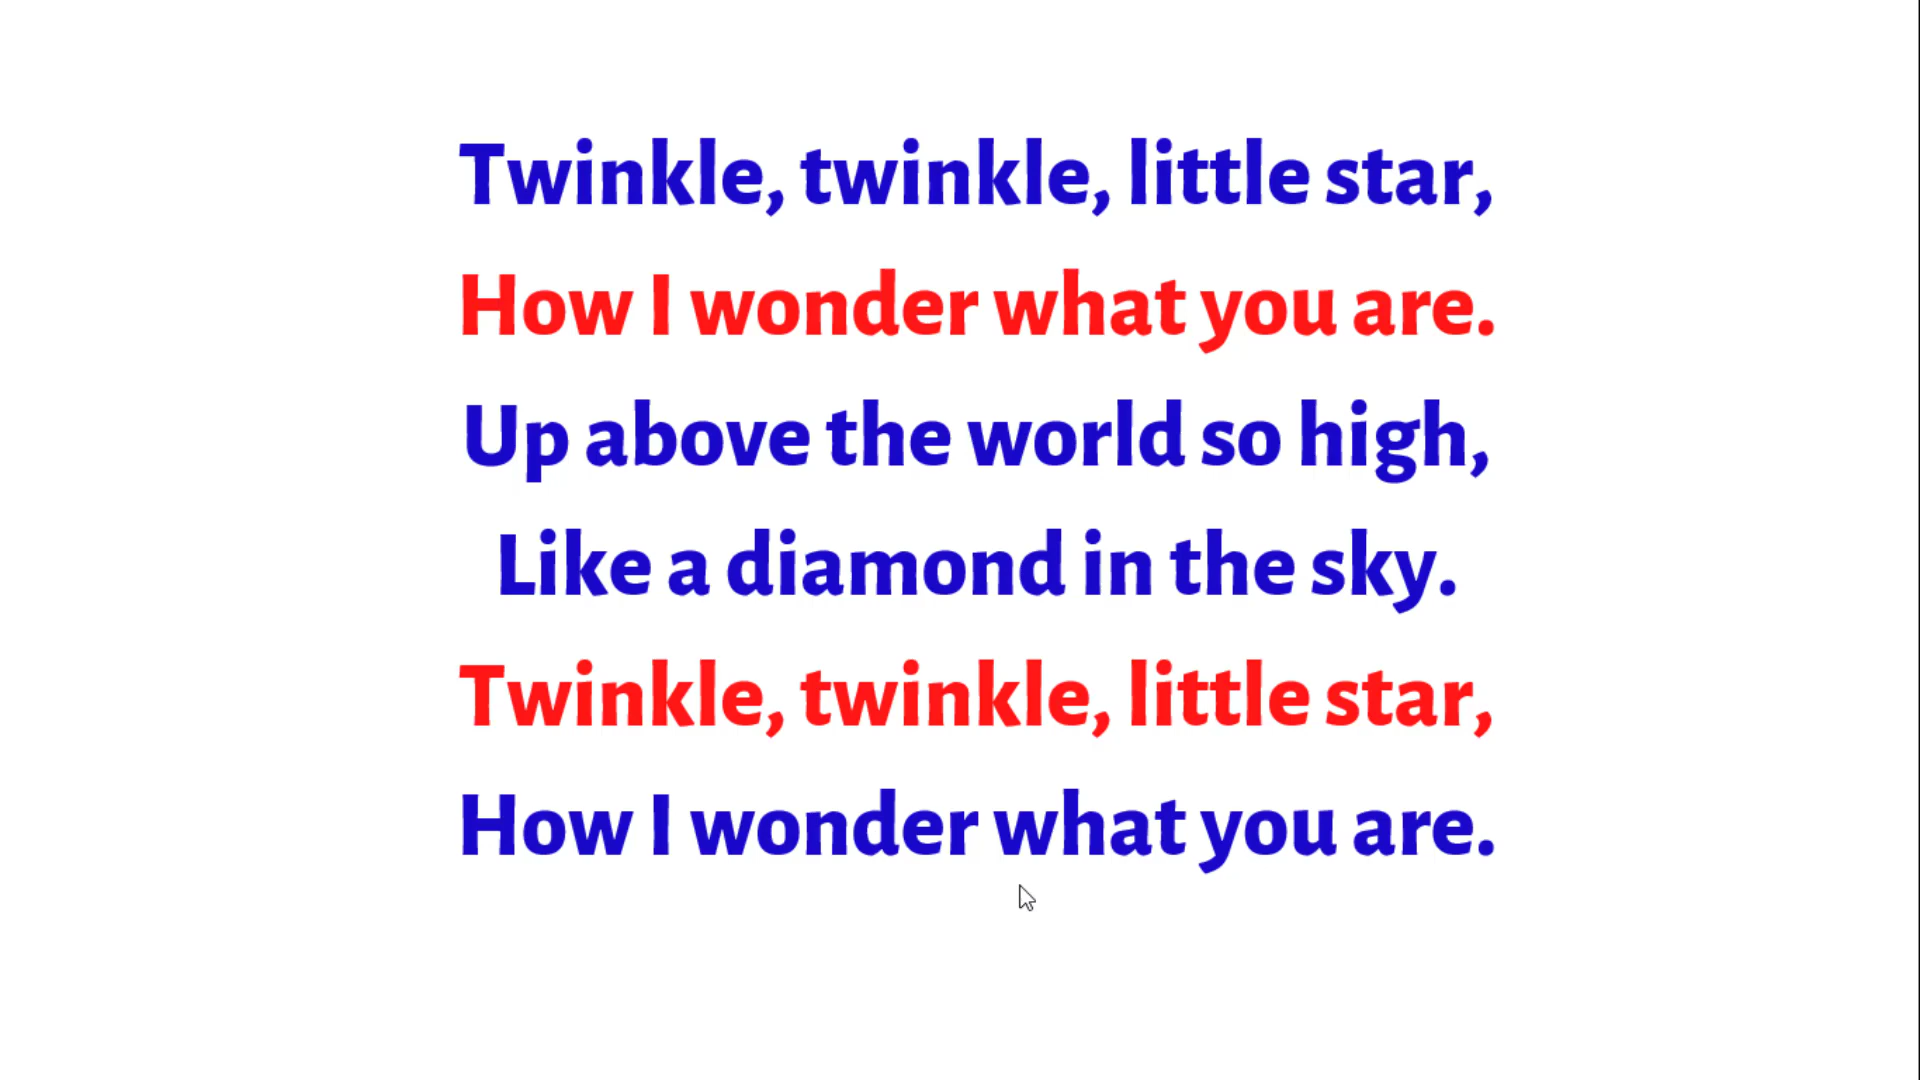 Twinkle, twinkle, little star,
How I wonder what you are.
Up above the world so high,
Like a diamond in the sky.
Twinkle, twinkle, little star,
How I wonder what you are.